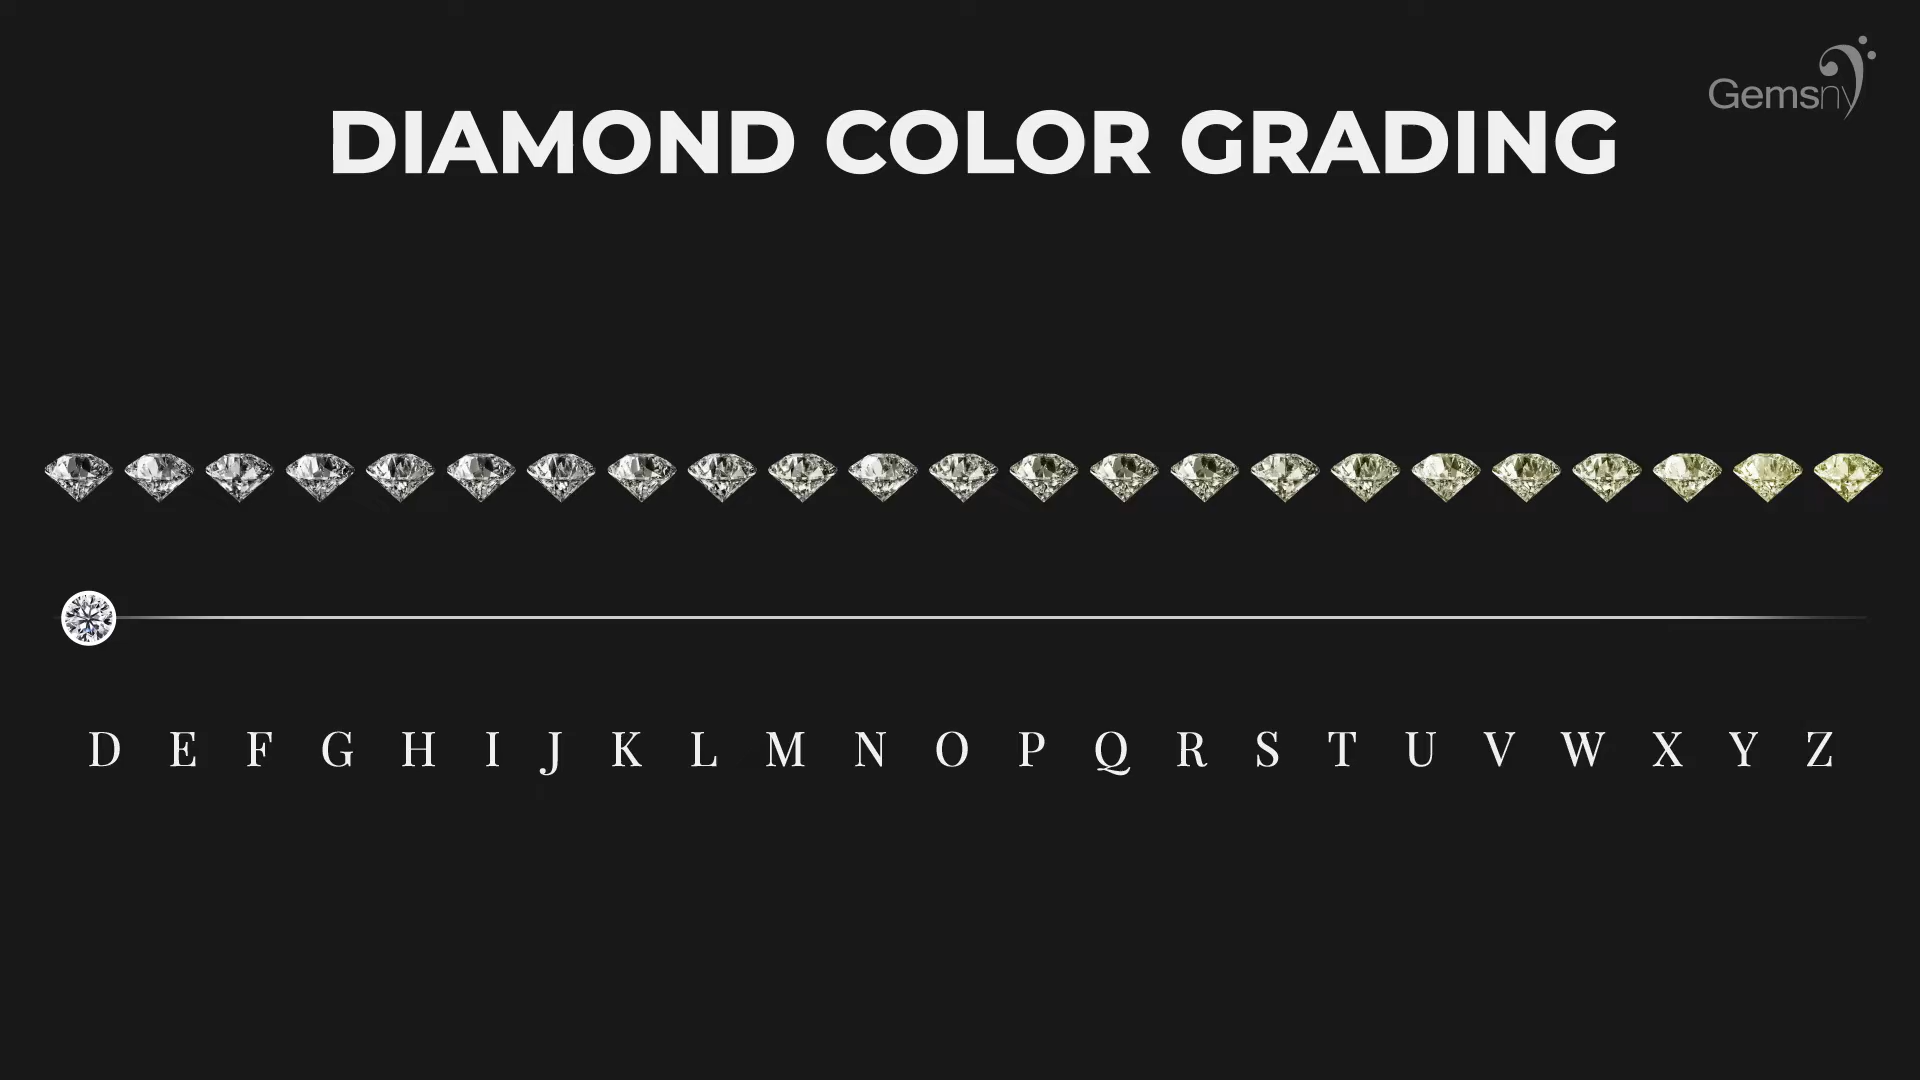 Gemsny
DIAMOND COLOR GRADING
D E F G H I J K L M N O P Q R S T U V W X Y Z